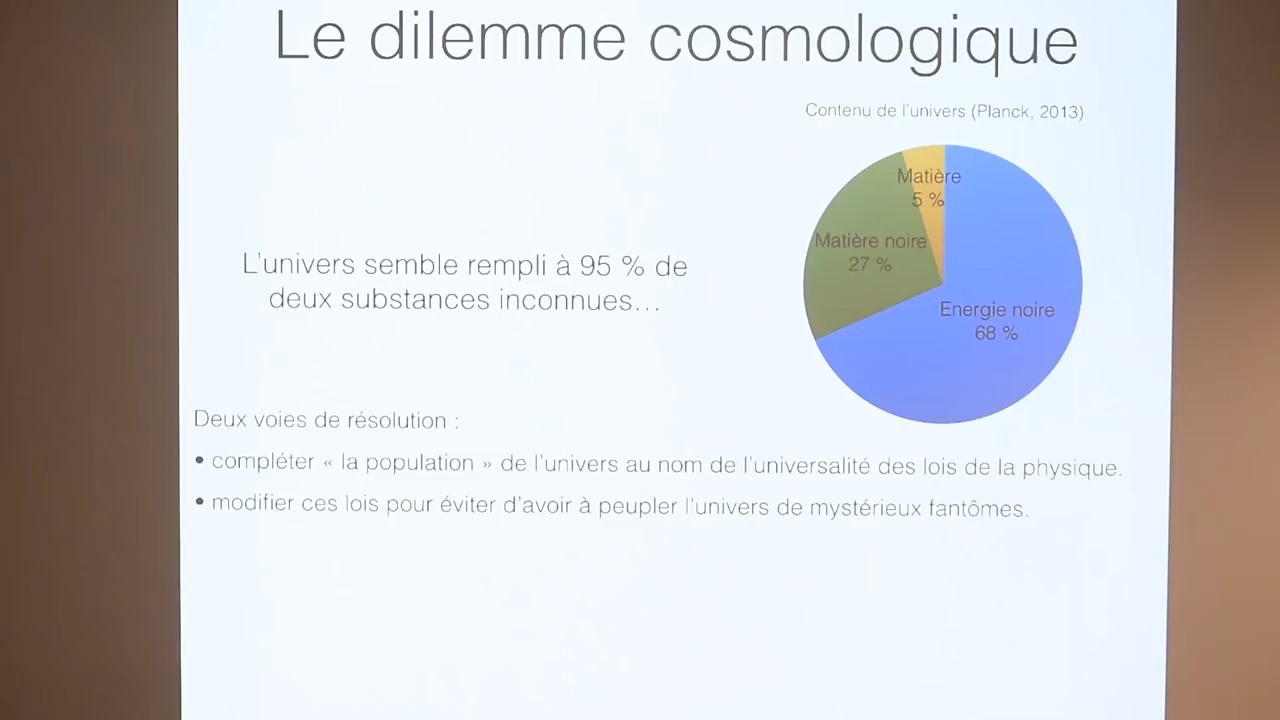 Le dilemme cosmologique
Contenu de l'univers (Planck, 2013)
Matière
5 %
Matière noire
27 %
Energie noire
68 %
L'univers semble rempli à 95 % de
deux substances inconnues…
Deux voies de résolution :
• compléter « la population » de l'univers au nom de l'universalité des lois de la physique.
• modifier ces lois pour éviter d'avoir à peupler l'univers de mystérieux fantômes.